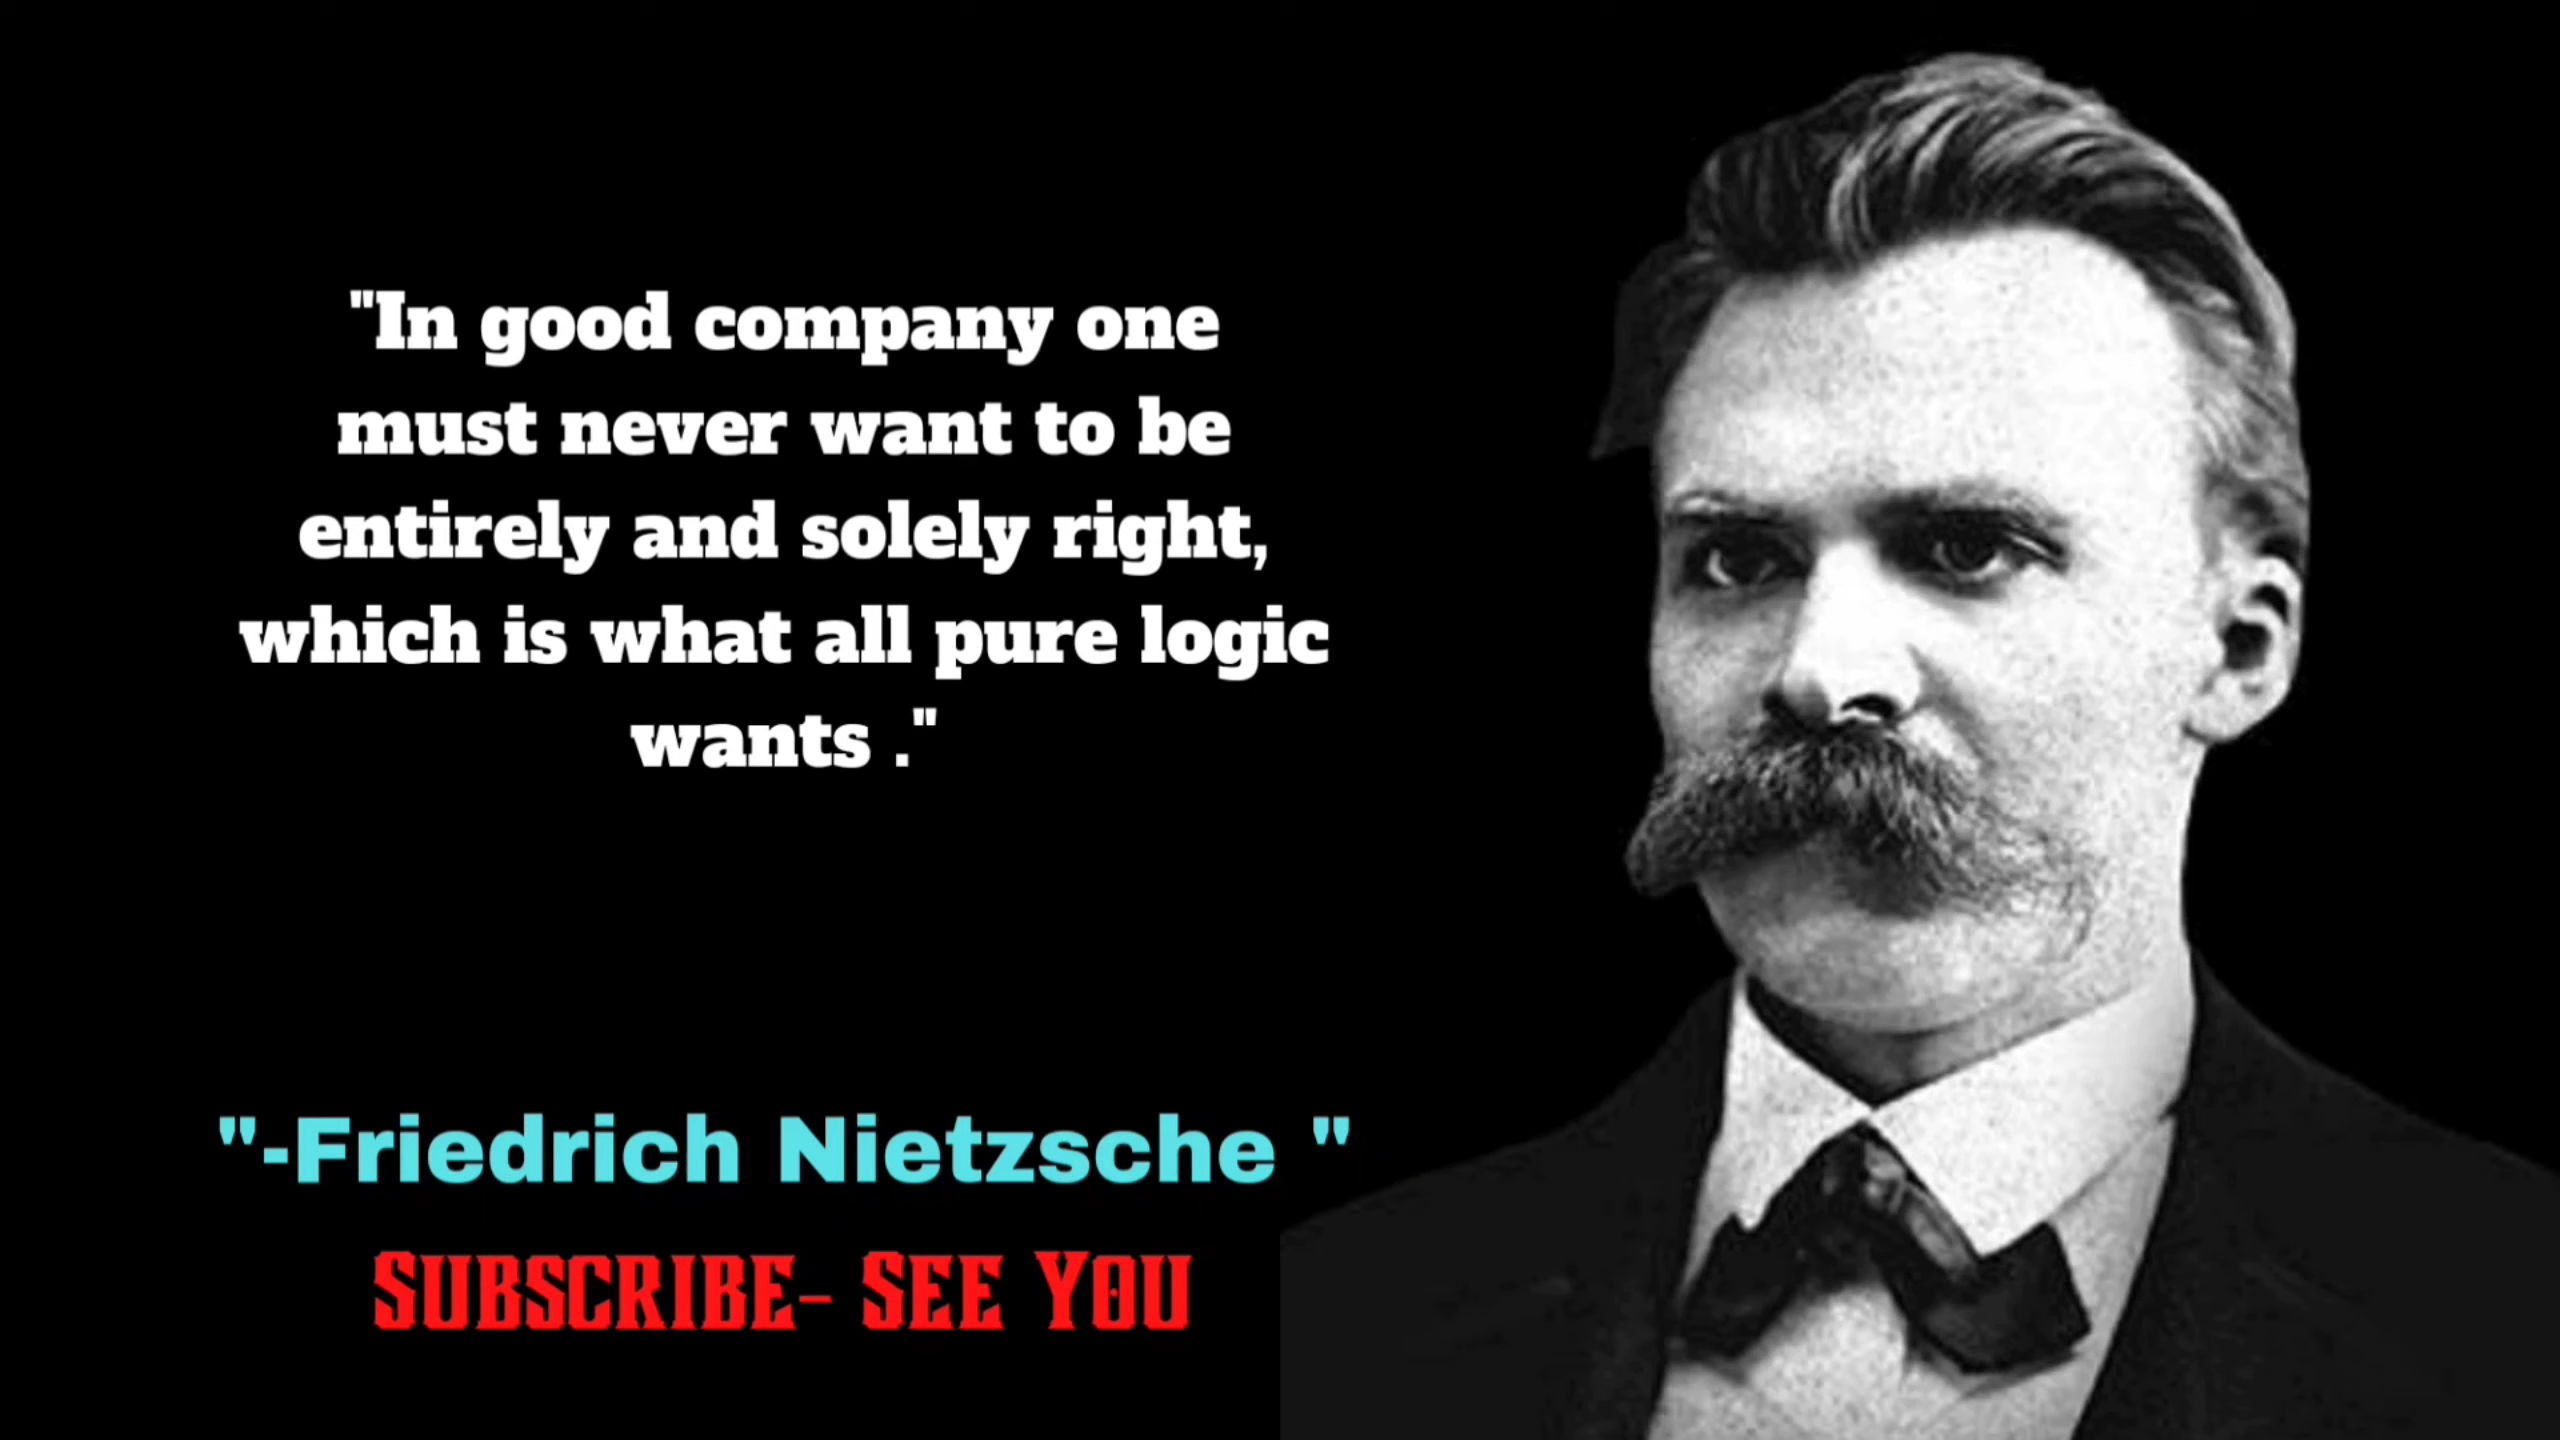 "In good company one
must never want to be
entirely and solely right,
which is what all pure logic
wants ."
"-Friedrich Nietzsche "
SUBSCRIBE- SEE YOU